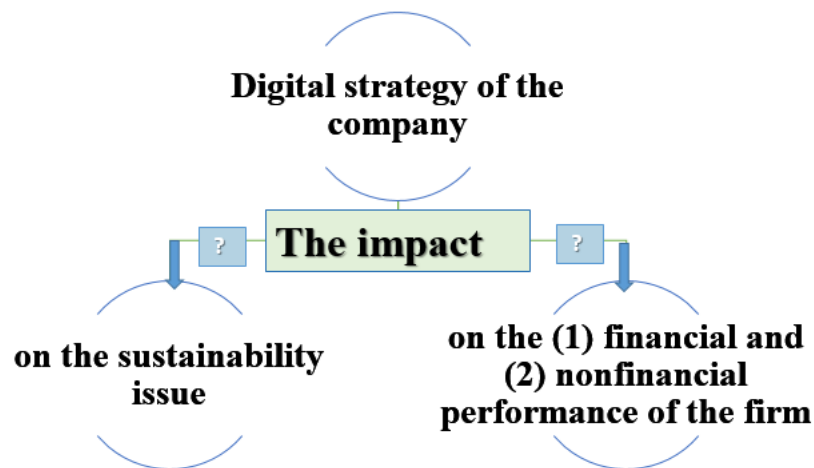 Digital strategy of the
company
The impact
?
?
on the sustainability
issue
on the (1) financial and
(2) nonfinancial
performance of the firm